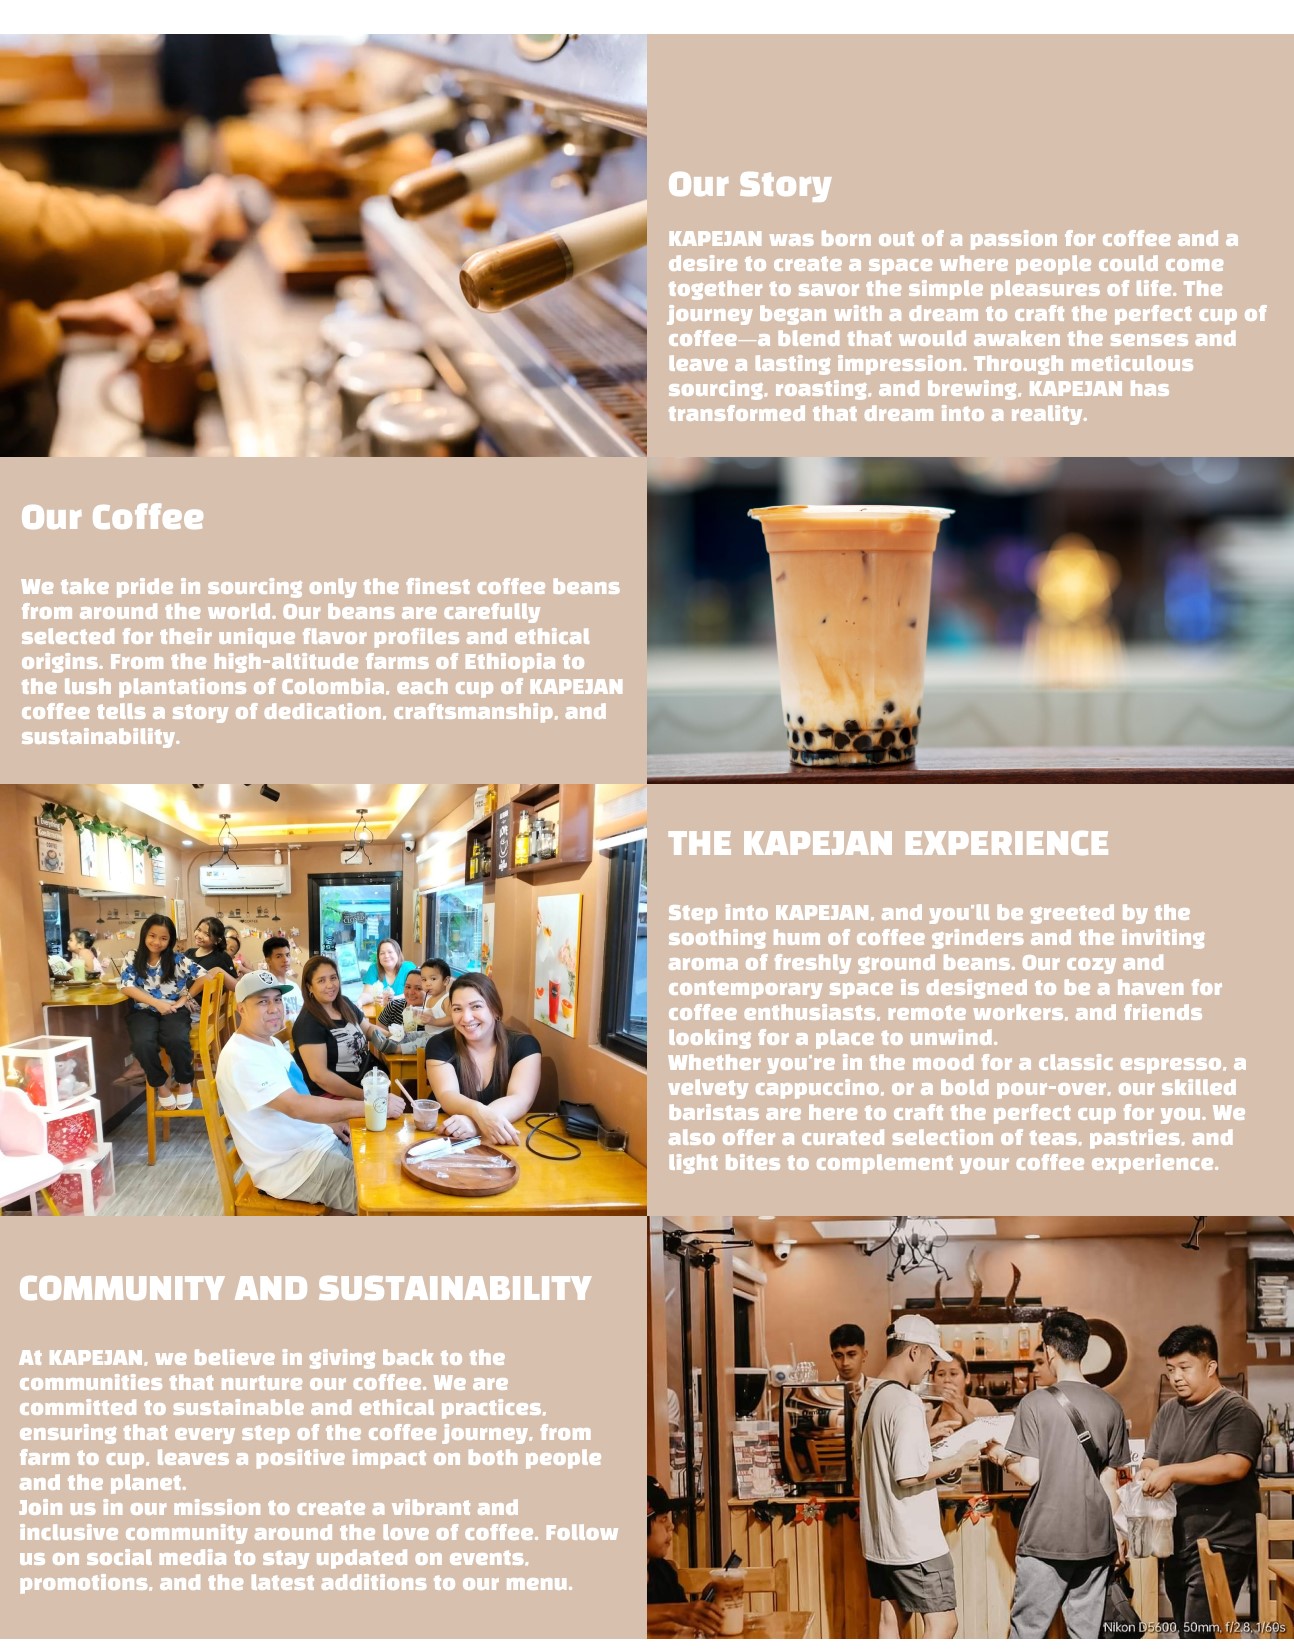 Our Story
KAPEJAN was born out of a passion for coffee and a
desire to create a space where people could come
together to savor the simple pleasures of life. The
journey began with a dream to craft the perfect cup of
coffee—a blend that would awaken the senses and
leave a lasting impression. Through meticulous
sourcing, roasting, and brewing, KAPEJAN has
transformed that dream into a reality.
Our Coffee
We take pride in sourcing only the finest coffee beans
from around the world. Our beans are carefully
selected for their unique flavor profiles and ethical
origins. From the high-altitude farms of Ethiopia to
the lush plantations of Colombia, each cup of KAPEJAN
coffee tells a story of dedication, craftsmanship, and
sustainability.
THE KAPEJAN EXPERIENCE
Step into KAPEJAN, and you'll be greeted by the
soothing hum of coffee grinders and the inviting
aroma of freshly ground beans. Our cozy and
contemporary space is designed to be a haven for
coffee enthusiasts, remote workers, and friends
looking for a place to unwind.
Whether you're in the mood for a classic espresso, a
velvety cappuccino, or a bold pour-over, our skilled
baristas are here to craft the perfect cup for you. We
also offer a curated selection of teas, pastries, and
light bites to complement your coffee experience.
COMMUNITY AND SUSTAINABILITY
At KAPEJAN, we believe in giving back to the
communities that nurture our coffee. We are
committed to sustainable and ethical practices,
ensuring that every step of the coffee journey, from
farm to cup, leaves a positive impact on both people
and the planet.
Join us in our mission to create a vibrant and
inclusive community around the love of coffee. Follow
us on social media to stay updated on events,
promotions, and the latest additions to our menu.
Nikon D5600, 50mm, f/2.8, 1/60s